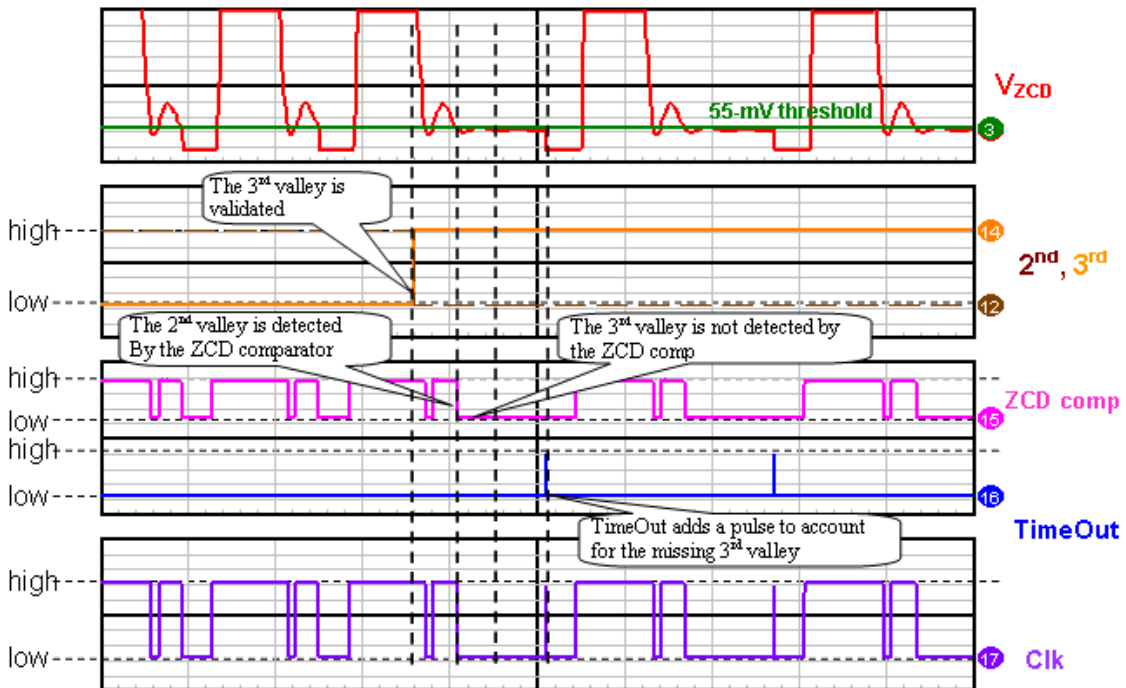 V_ZCD
55-mV threshold
3
The 3rd valley is
validated
high
14
2nd, 3rd
low
12
The 2nd valley is detected
By the ZCD comparator
The 3rd valley is not detected by
the ZCD comp
high
ZCD comp
low
15
high
low
16
TimeOut adds a pulse to account
for the missing 3rd valley
TimeOut
high
low
17
Clk